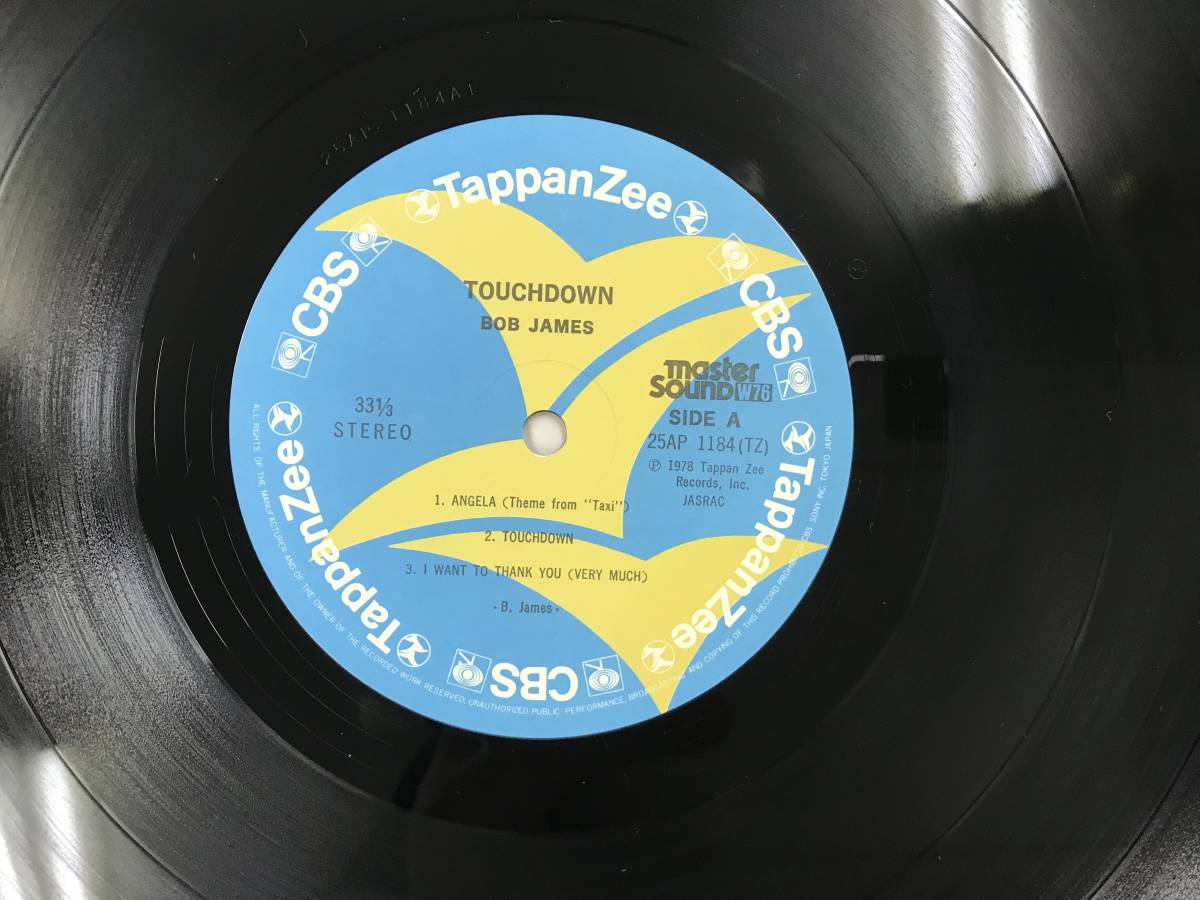 25AP-1184A1
TappanZee
CBS
CBS
TOUCHDOWN
BOB JAMES
master
Sound W76
SIDE A
25AP 1184(TZ)
℗ 1978 Tappan Zee
Records, Inc.
JASRAC
33⅓
STEREO
1. ANGELA (Theme from "Taxi")
2. TOUCHDOWN
3. I WANT TO THANK YOU (VERY MUCH)
- B. James -
TappanZee
TappanZee
CBS
ALL RIGHTS OF THE MANUFACTURER AND OF THE OWNER OF THE RECORDED WORK RESERVED. UNAUTHORIZED PUBLIC PERFORMANCE, BROADCASTING AND COPYING OF THIS RECORD PROHIBITED/CBS SONY INC. TOKYO JAPAN